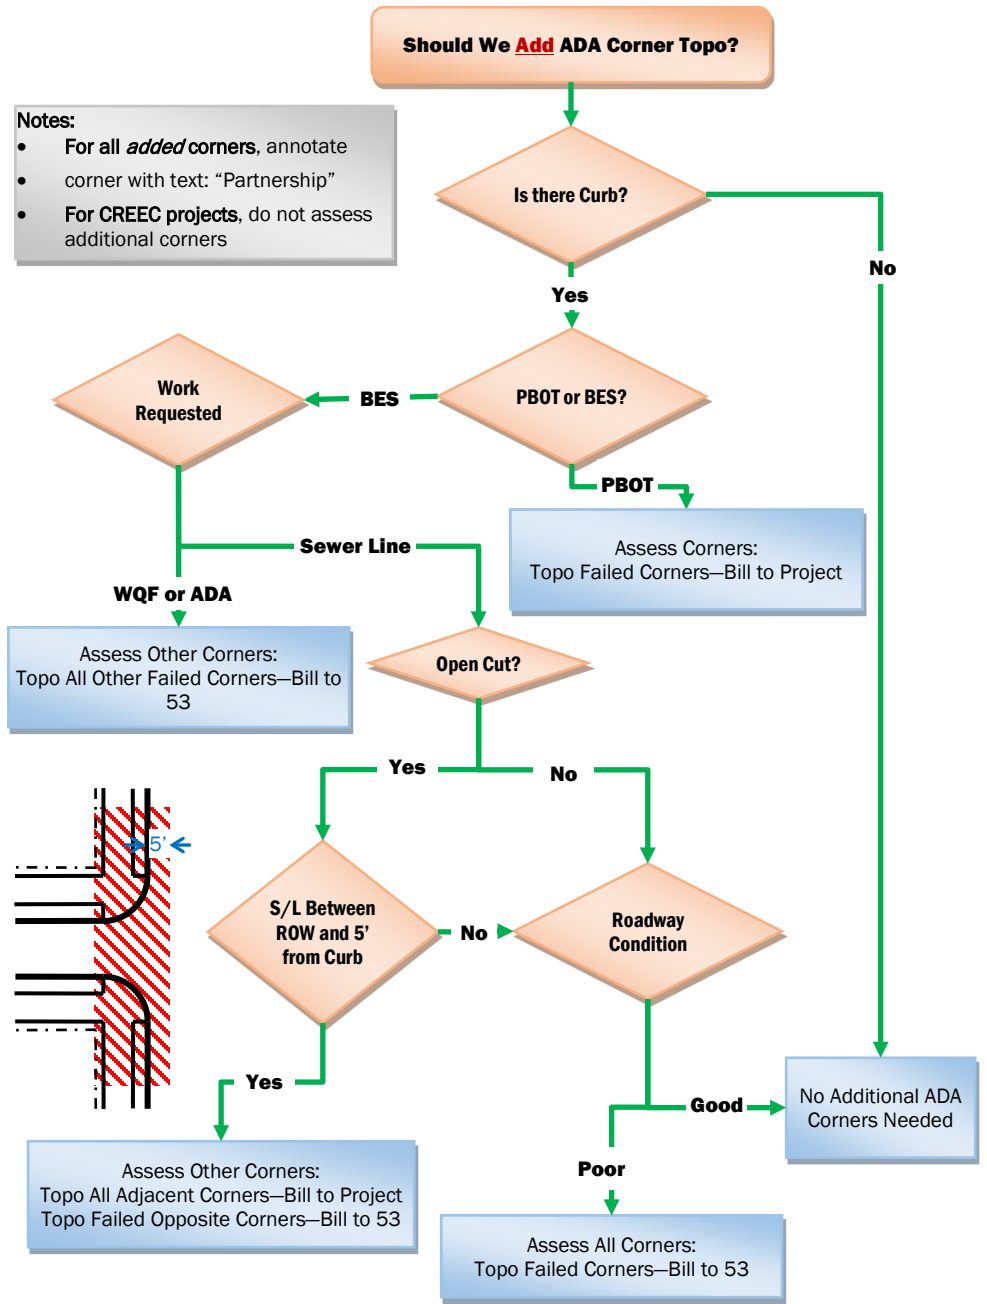 Should We Add ADA Corner Topo?
Notes:
• For all added corners, annotate
• corner with text: “Partnership”
• For CREEC projects, do not assess
additional corners
Is there Curb?
No
Yes
Work
Requested
BES
PBOT or BES?
PBOT
Assess Corners:
Topo Failed Corners—Bill to Project
Sewer Line
WQF or ADA
Assess Other Corners:
Topo All Other Failed Corners—Bill to
53
Open Cut?
Yes
No
5'
S/L Between
ROW and 5'
from Curb
No
Roadway
Condition
Yes
Good
No Additional ADA
Corners Needed
Poor
Assess Other Corners:
Topo All Adjacent Corners—Bill to Project
Topo Failed Opposite Corners—Bill to 53
Assess All Corners:
Topo Failed Corners—Bill to 53